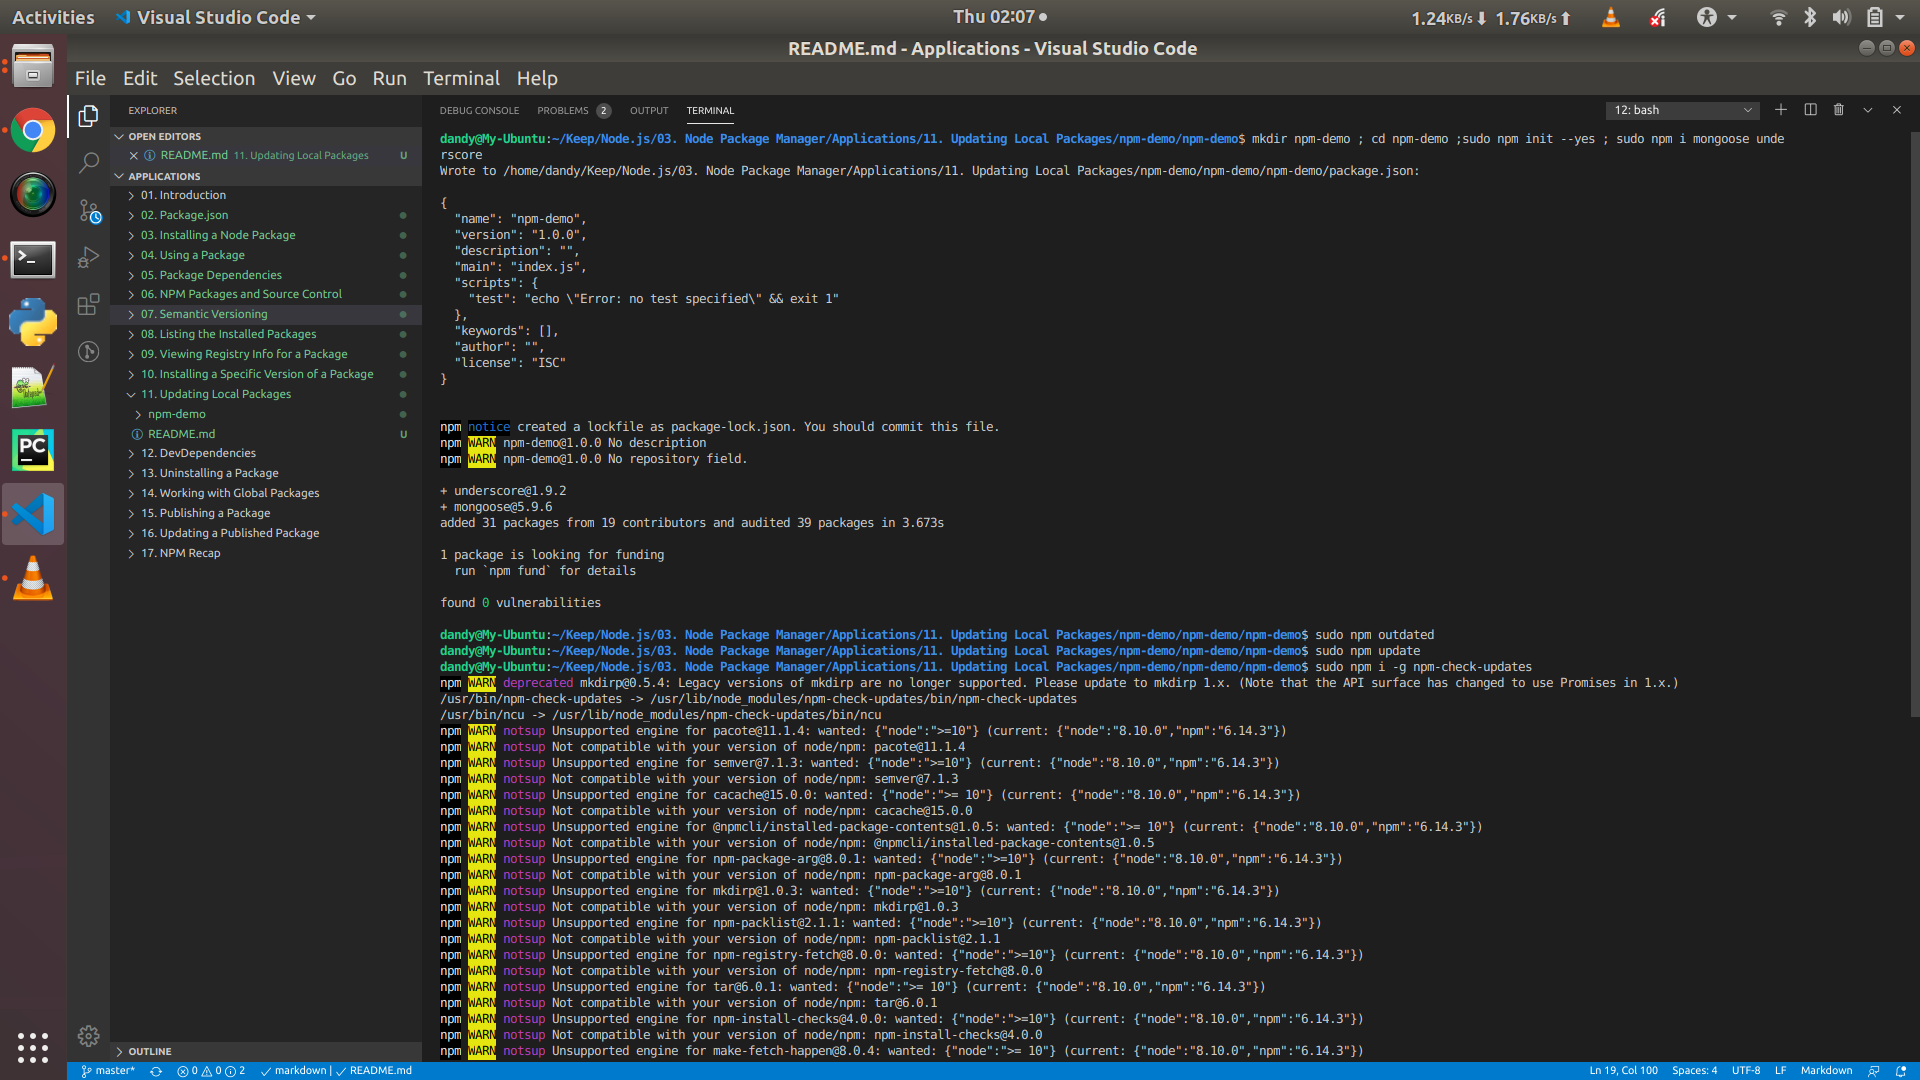 Activities
Visual Studio Code
Thu 02:07
1.24KB/s 1.76KB/s
README.md - Applications - Visual Studio Code
File Edit Selection View Go Run Terminal Help
EXPLORER
OPEN EDITORS
README.md 11. Updating Local Packages U
APPLICATIONS
01. Introduction
02. Package.json
03. Installing a Node Package
04. Using a Package
05. Package Dependencies
06. NPM Packages and Source Control
07. Semantic Versioning
08. Listing the Installed Packages
09. Viewing Registry Info for a Package
10. Installing a Specific Version of a Package
11. Updating Local Packages
npm-demo
README.md U
12. DevDependencies
13. Uninstalling a Package
14. Working with Global Packages
15. Publishing a Package
16. Updating a Published Package
17. NPM Recap
OUTLINE
DEBUG CONSOLE PROBLEMS 2 OUTPUT TERMINAL
12: bash
dandy@My-Ubuntu:~/Keep/Node.js/03. Node Package Manager/Applications/11. Updating Local Packages/npm-demo/npm-demo$ mkdir npm-demo ; cd npm-demo ;sudo npm init --yes ; sudo npm i mongoose unde
rscore
Wrote to /home/dandy/Keep/Node.js/03. Node Package Manager/Applications/11. Updating Local Packages/npm-demo/npm-demo/npm-demo/package.json:
{
"name": "npm-demo",
"version": "1.0.0",
"description": "",
"main": "index.js",
"scripts": {
"test": "echo \"Error: no test specified\" && exit 1"
},
"keywords": [],
"author": "",
"license": "ISC"
}
npm notice created a lockfile as package-lock.json. You should commit this file.
npm WARN npm-demo@1.0.0 No description
npm WARN npm-demo@1.0.0 No repository field.
+ underscore@1.9.2
+ mongoose@5.9.6
added 31 packages from 19 contributors and audited 39 packages in 3.673s
1 package is looking for funding
run `npm fund` for details
found 0 vulnerabilities
dandy@My-Ubuntu:~/Keep/Node.js/03. Node Package Manager/Applications/11. Updating Local Packages/npm-demo/npm-demo/npm-demo$ sudo npm outdated
dandy@My-Ubuntu:~/Keep/Node.js/03. Node Package Manager/Applications/11. Updating Local Packages/npm-demo/npm-demo/npm-demo$ sudo npm update
dandy@My-Ubuntu:~/Keep/Node.js/03. Node Package Manager/Applications/11. Updating Local Packages/npm-demo/npm-demo/npm-demo$ sudo npm i -g npm-check-updates
npm WARN deprecated mkdirp@0.5.4: Legacy versions of mkdirp are no longer supported. Please update to mkdirp 1.x. (Note that the API surface has changed to use Promises in 1.x.)
/usr/bin/npm-check-updates -> /usr/lib/node_modules/npm-check-updates/bin/npm-check-updates
/usr/bin/ncu -> /usr/lib/node_modules/npm-check-updates/bin/ncu
npm WARN notsup Unsupported engine for pacote@11.1.4: wanted: {"node":">=10"} (current: {"node":"8.10.0","npm":"6.14.3"})
npm WARN notsup Not compatible with your version of node/npm: pacote@11.1.4
npm WARN notsup Unsupported engine for semver@7.1.3: wanted: {"node":">=10"} (current: {"node":"8.10.0","npm":"6.14.3"})
npm WARN notsup Not compatible with your version of node/npm: semver@7.1.3
npm WARN notsup Unsupported engine for cacache@15.0.0: wanted: {"node":">= 10"} (current: {"node":"8.10.0","npm":"6.14.3"})
npm WARN notsup Not compatible with your version of node/npm: cacache@15.0.0
npm WARN notsup Unsupported engine for @npmcli/installed-package-contents@1.0.5: wanted: {"node":">= 10"} (current: {"node":"8.10.0","npm":"6.14.3"})
npm WARN notsup Not compatible with your version of node/npm: @npmcli/installed-package-contents@1.0.5
npm WARN notsup Unsupported engine for npm-package-arg@8.0.1: wanted: {"node":">=10"} (current: {"node":"8.10.0","npm":"6.14.3"})
npm WARN notsup Not compatible with your version of node/npm: npm-package-arg@8.0.1
npm WARN notsup Unsupported engine for mkdirp@1.0.3: wanted: {"node":">=10"} (current: {"node":"8.10.0","npm":"6.14.3"})
npm WARN notsup Not compatible with your version of node/npm: mkdirp@1.0.3
npm WARN notsup Unsupported engine for npm-packlist@2.1.1: wanted: {"node":">=10"} (current: {"node":"8.10.0","npm":"6.14.3"})
npm WARN notsup Not compatible with your version of node/npm: npm-packlist@2.1.1
npm WARN notsup Unsupported engine for npm-registry-fetch@8.0.0: wanted: {"node":">=10"} (current: {"node":"8.10.0","npm":"6.14.3"})
npm WARN notsup Not compatible with your version of node/npm: npm-registry-fetch@8.0.0
npm WARN notsup Unsupported engine for tar@6.0.1: wanted: {"node":">= 10"} (current: {"node":"8.10.0","npm":"6.14.3"})
npm WARN notsup Not compatible with your version of node/npm: tar@6.0.1
npm WARN notsup Unsupported engine for npm-install-checks@4.0.0: wanted: {"node":">=10"} (current: {"node":"8.10.0","npm":"6.14.3"})
npm WARN notsup Not compatible with your version of node/npm: npm-install-checks@4.0.0
npm WARN notsup Unsupported engine for make-fetch-happen@8.0.4: wanted: {"node":">= 10"} (current: {"node":"8.10.0","npm":"6.14.3"})
master* 0 0 2 markdown | README.md
Ln 19, Col 100 Spaces: 4 UTF-8 LF Markdown
PC